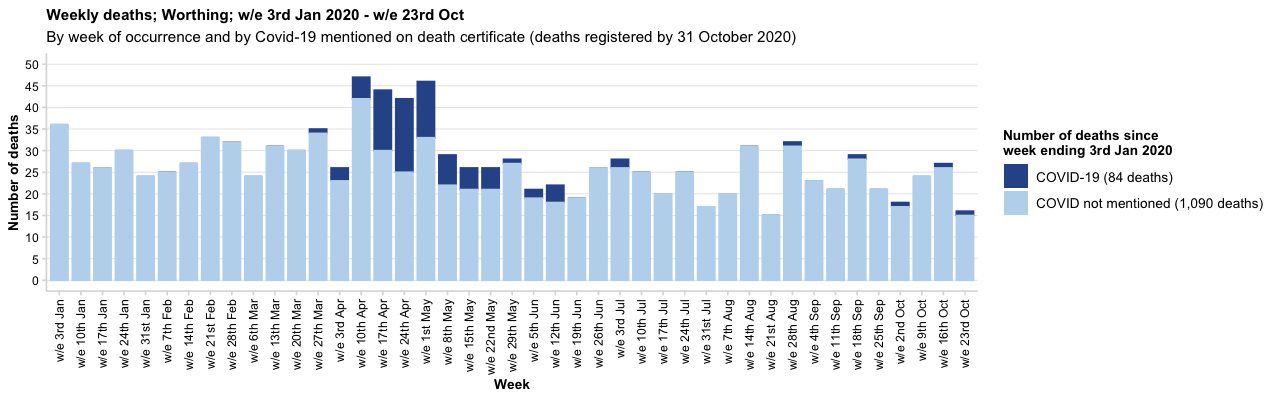 Weekly deaths; Worthing; w/e 3rd Jan 2020 - w/e 23rd Oct
By week of occurrence and by Covid-19 mentioned on death certificate (deaths registered by 31 October 2020)
Number of deaths
50
45
40
35
30
25
20
15
10
5
0
w/e 3rd Jan
w/e 10th Jan
w/e 17th Jan
w/e 24th Jan
w/e 31st Jan
w/e 7th Feb
w/e 14th Feb
w/e 21st Feb
w/e 28th Feb
w/e 6th Mar
w/e 13th Mar
w/e 20th Mar
w/e 27th Mar
w/e 3rd Apr
w/e 10th Apr
w/e 17th Apr
w/e 24th Apr
w/e 1st May
w/e 8th May
w/e 15th May
w/e 22nd May
w/e 29th May
w/e 5th Jun
w/e 12th Jun
w/e 19th Jun
w/e 26th Jun
w/e 3rd Jul
w/e 10th Jul
w/e 17th Jul
w/e 24th Jul
w/e 31st Jul
w/e 7th Aug
w/e 14th Aug
w/e 21st Aug
w/e 28th Aug
w/e 4th Sep
w/e 11th Sep
w/e 18th Sep
w/e 25th Sep
w/e 2nd Oct
w/e 9th Oct
w/e 16th Oct
w/e 23rd Oct
Week
Number of deaths since
week ending 3rd Jan 2020
COVID-19 (84 deaths)
COVID not mentioned (1,090 deaths)